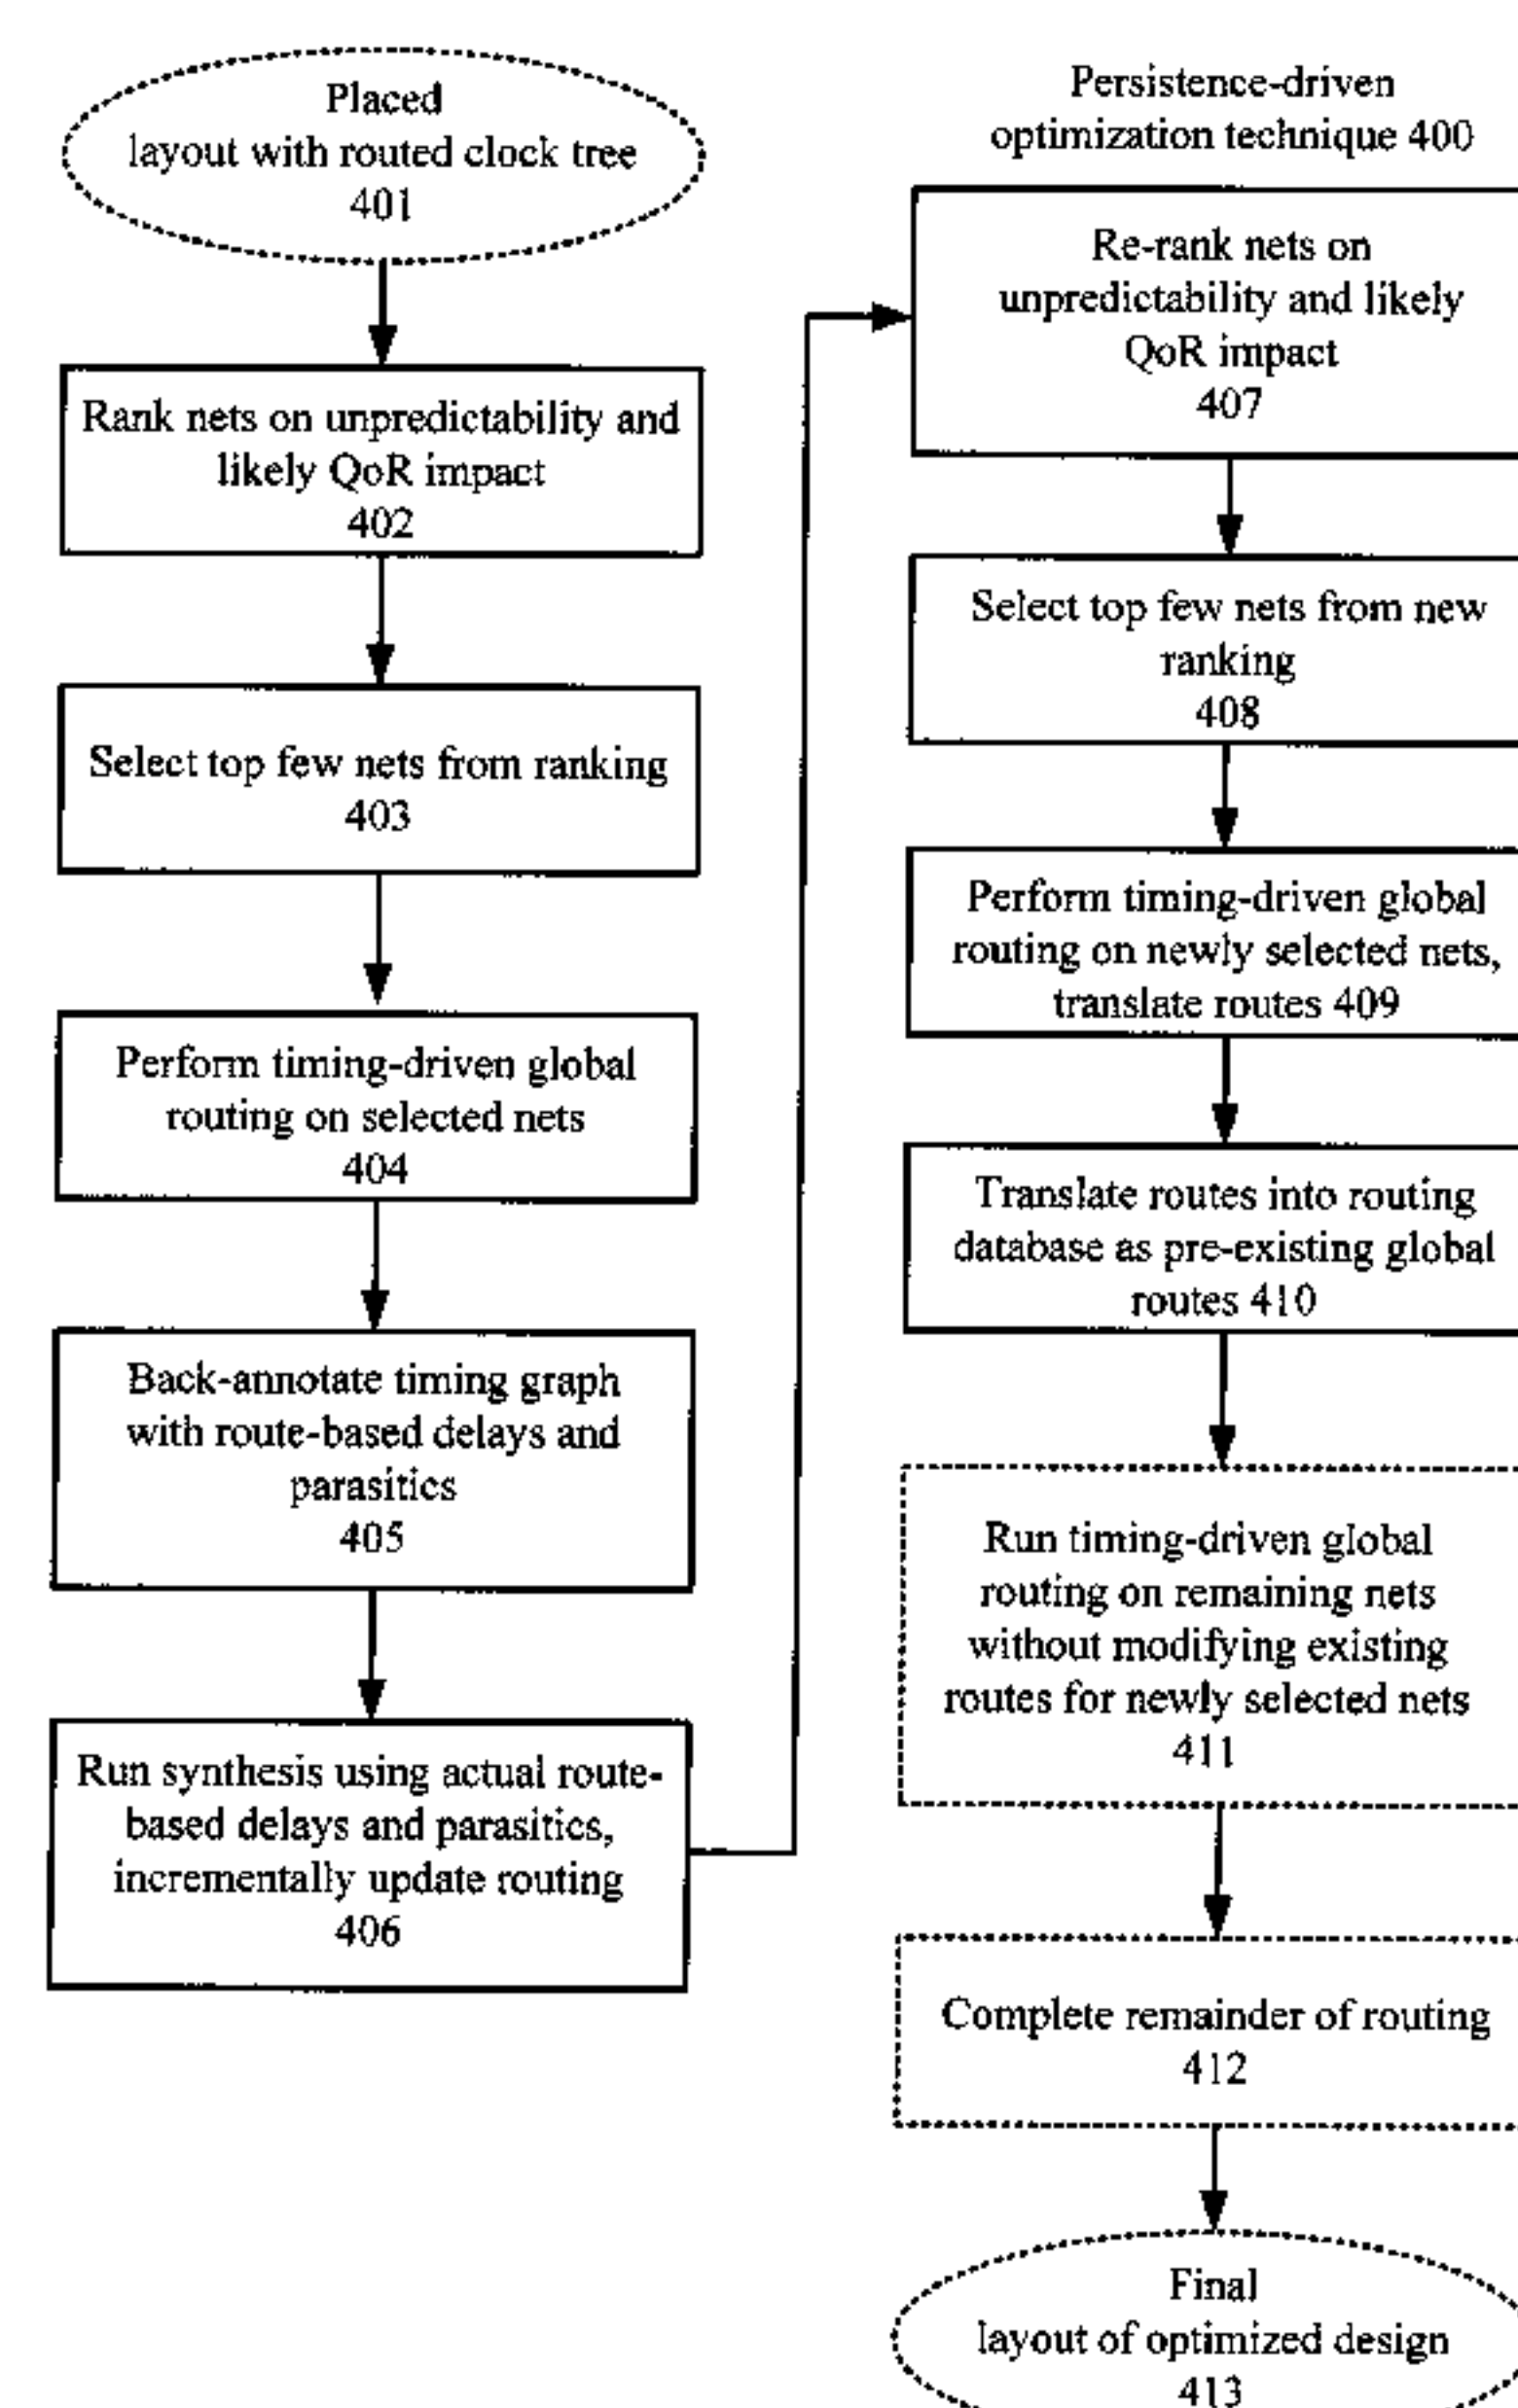 Placed
layout with routed clock tree
401
Rank nets on unpredictability and
likely QoR impact
402
Select top few nets from ranking
403
Perform timing-driven global
routing on selected nets
404
Back-annotate timing graph
with route-based delays and
parasitics
405
Run synthesis using actual route-
based delays and parasitics,
incrementally update routing
406
Persistence-driven
optimization technique 400
Re-rank nets on
unpredictability and likely
QoR impact
407
Select top few nets from new
ranking
408
Perform timing-driven global
routing on newly selected nets,
translate routes 409
Translate routes into routing
database as pre-existing global
routes 410
Run timing-driven global
routing on remaining nets
without modifying existing
routes for newly selected nets
411
Complete remainder of routing
412
Final
layout of optimized design
413